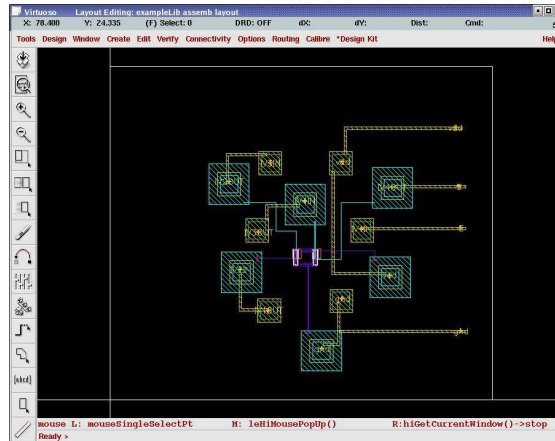 Virtuoso Layout Editing: exampleLib assemb layout
X: 78.400 Y: 24.335 (F) Select: 0 DRD: OFF dX: dY: Dist: Cmd:
Tools Design Window Create Edit Verify Connectivity Options Routing Calibre *Design Kit Help
[abcd]
mouse L: mouseSingleSelectPt M: leHiMousePopUp() R:hiGetCurrentWindow()->stop
Ready >